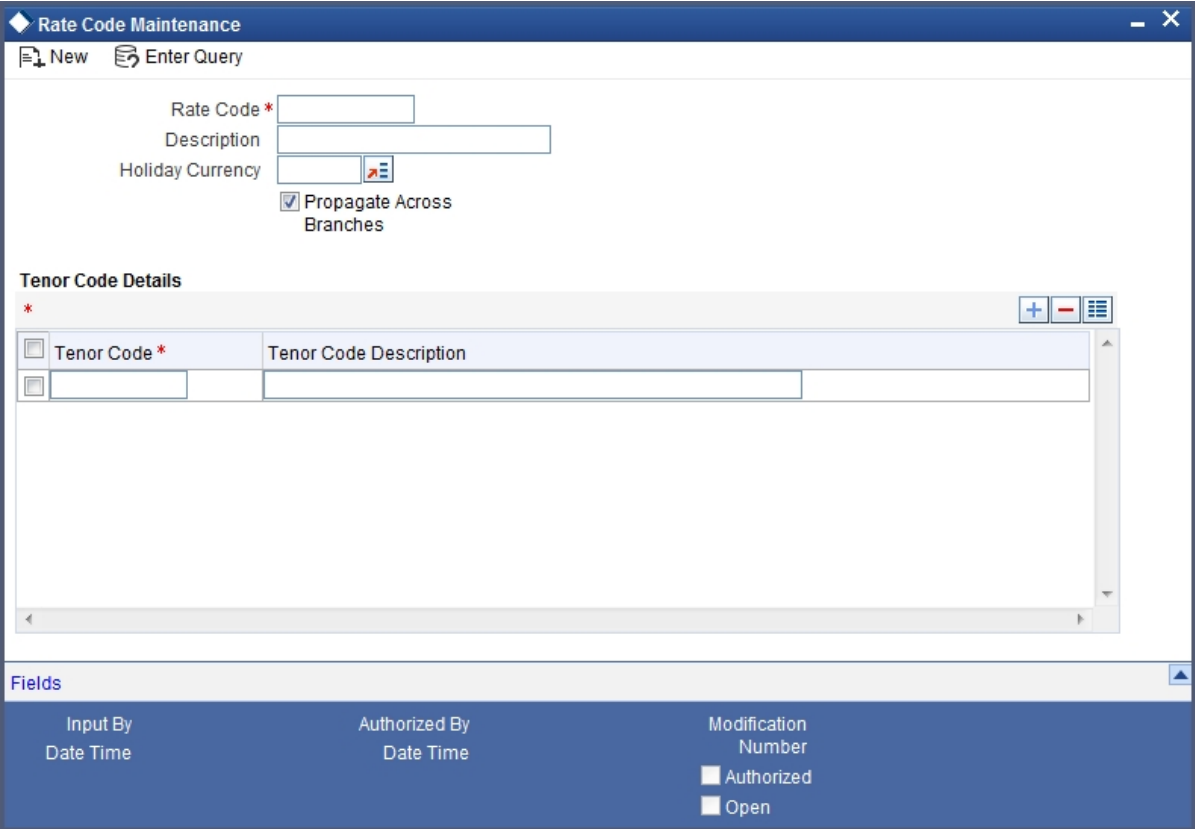 Rate Code Maintenance
New Enter Query
Rate Code *
Description
Holiday Currency
Propagate Across
Branches
Tenor Code Details
*
Tenor Code * Tenor Code Description
Fields
Input By Authorized By Modification
Number
Date Time Date Time
Authorized
Open